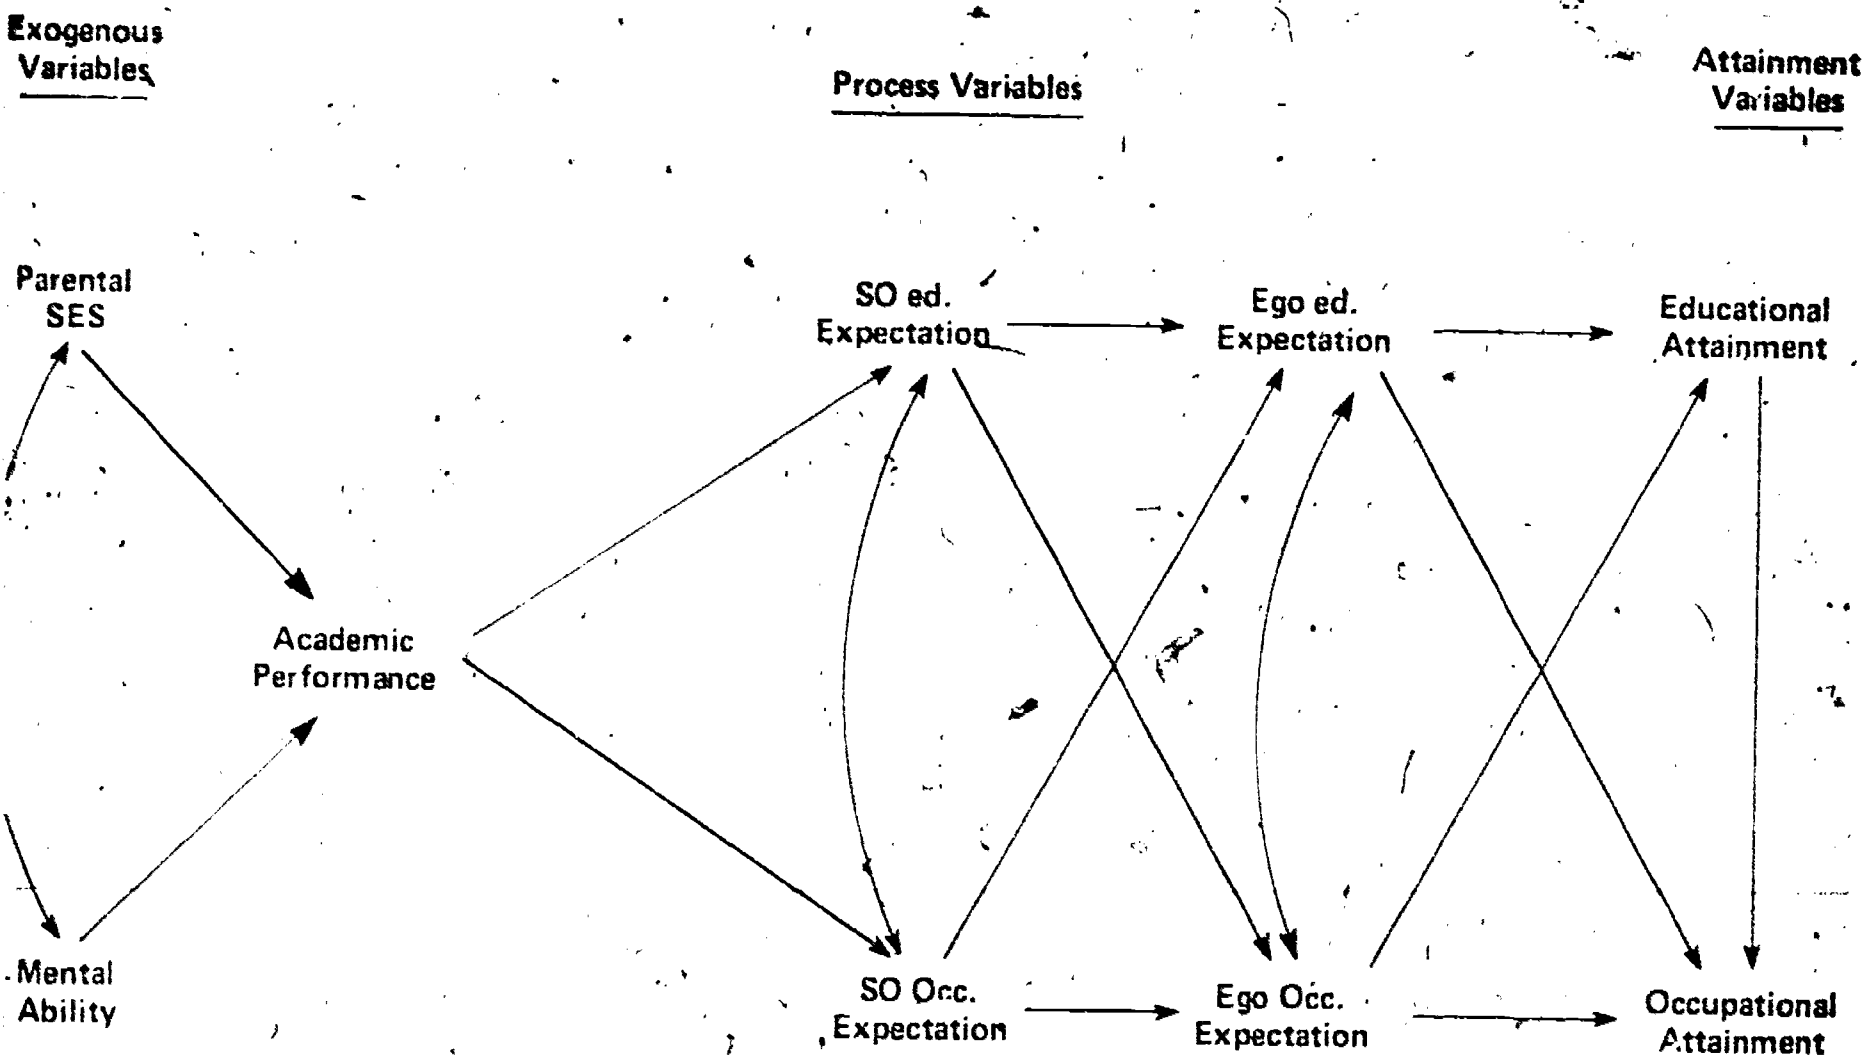 Exogenous
Variables
Process Variables
Attainment
Variables
Parental
SES
SO ed.
Expectation
Ego ed.
Expectation
Educational
Attainment
Academic
Performance
Mental
Ability
SO Occ.
Expectation
Ego Occ.
Expectation
Occupational
Attainment